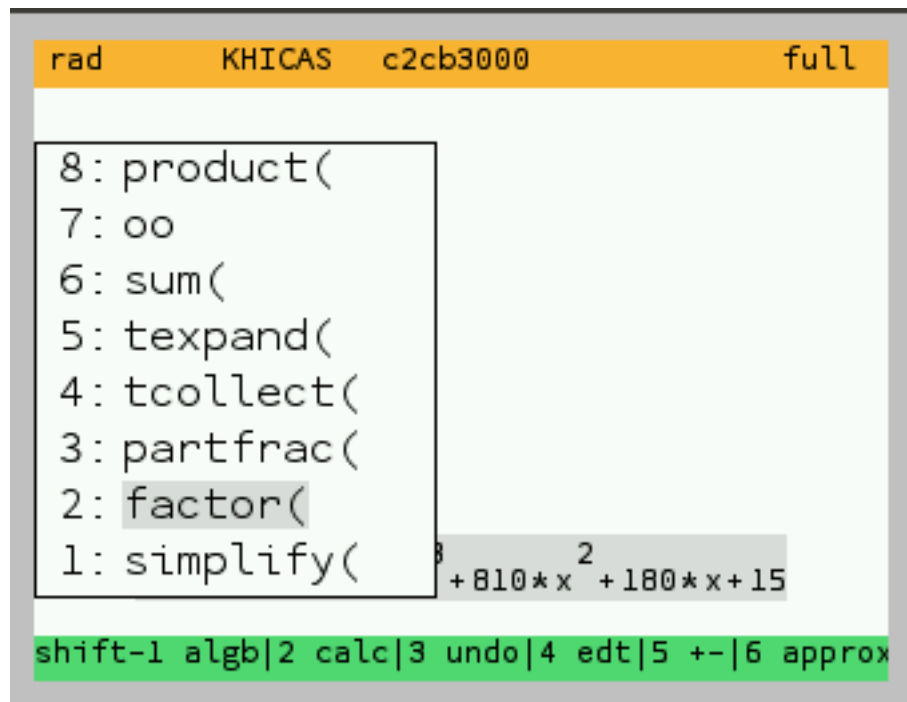 rad KHICAS c2cb3000 full
8: product(
7: oo
6: sum(
5: texpand(
4: tcollect(
3: partfrac(
2: factor(
1: simplify(
+810*x²+180*x+15
shift-1 algb|2 calc|3 undo|4 edt|5 +-|6 approx